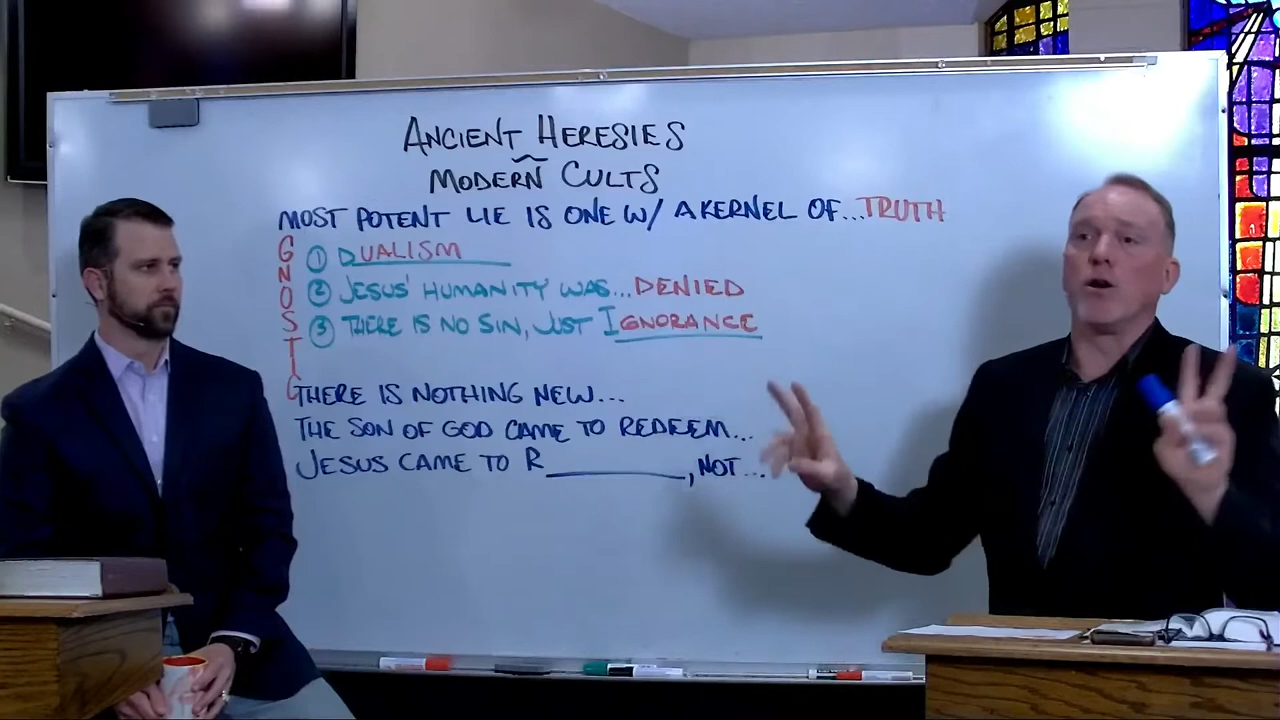 ANCIENT HERESIES
~
MODERN CULTS
MOST POTENT LIE IS ONE W/ A KERNEL OF...TRUTH
GNOSTIC
① DUALISM
② JESUS' HUMANITY WAS...DENIED
③ THERE IS NO SIN, JUST IGNORANCE
THERE IS NOTHING NEW...
THE SON OF GOD CAME TO REDEEM...
JESUS CAME TO R________, NOT...